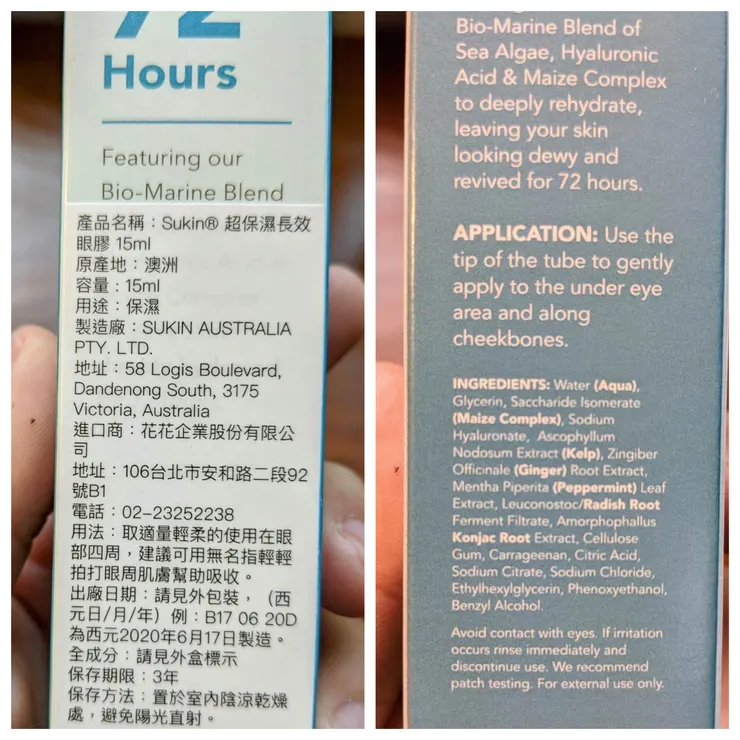 72
Hours
Featuring our
Bio-Marine Blend
產品名稱：Sukin® 超保濕長效
眼膠 15ml
原產地：澳洲
容量：15ml
用途：保濕
製造廠：SUKIN AUSTRALIA
PTY. LTD.
地址：58 Logis Boulevard,
Dandenong South, 3175
Victoria, Australia
進口商：花花企業股份有限公
司
地址：106台北市安和路二段92
號B1
電話：02-23252238
用法：取適量輕柔的使用在眼
部四周，建議可用無名指輕輕
拍打眼周肌膚幫助吸收。
出廠日期：請見外包裝，（西
元日/月/年）例：B17 06 20D
為西元2020年6月17日製造。
全成分：請見外盒標示
保存期限：3年
保存方法：置於室內陰涼乾燥
處，避免陽光直射。
Bio-Marine Blend of
Sea Algae, Hyaluronic
Acid & Maize Complex
to deeply rehydrate,
leaving your skin
looking dewy and
revived for 72 hours.
APPLICATION: Use the
tip of the tube to gently
apply to the under eye
area and along
cheekbones.
INGREDIENTS: Water (Aqua),
Glycerin, Saccharide Isomerate
(Maize Complex), Sodium
Hyaluronate, Ascophyllum
Nodosum Extract (Kelp), Zingiber
Officinale (Ginger) Root Extract,
Mentha Piperita (Peppermint) Leaf
Extract, Leuconostoc/Radish Root
Ferment Filtrate, Amorphophallus
Konjac Root Extract, Cellulose
Gum, Carrageenan, Citric Acid,
Sodium Citrate, Sodium Chloride,
Ethylhexylglycerin, Phenoxyethanol,
Benzyl Alcohol.
Avoid contact with eyes. If irritation
occurs rinse immediately and
discontinue use. We recommend
patch testing. For external use only.